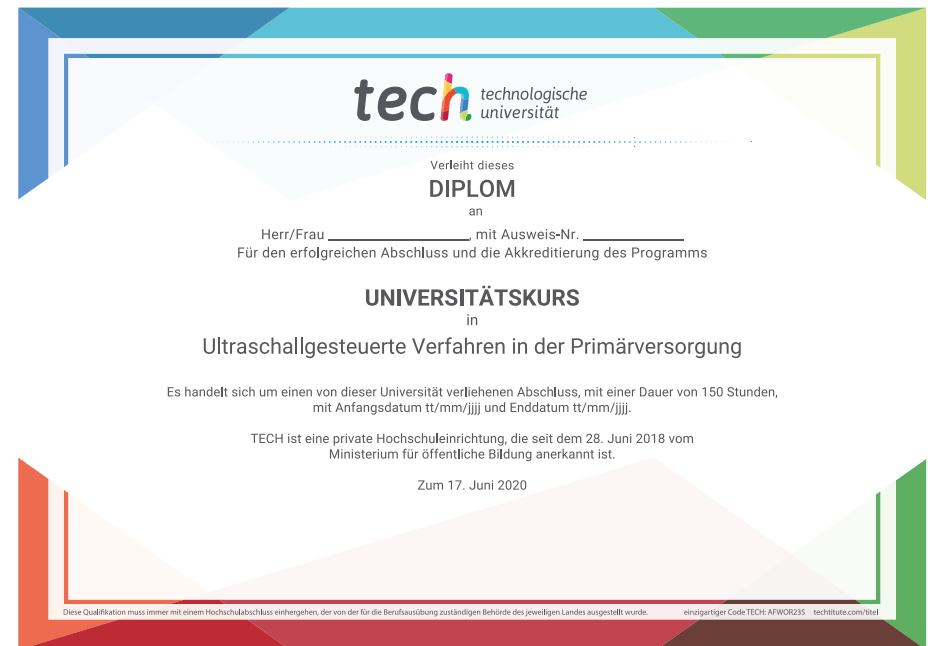 tech technologische
universität
Verleiht dieses
DIPLOM
an
Herr/Frau ____________, mit Ausweis-Nr. ____________
Für den erfolgreichen Abschluss und die Akkreditierung des Programms
UNIVERSITÄTSKURS
in
Ultraschallgesteuerte Verfahren in der Primärversorgung
Es handelt sich um einen von dieser Universität verliehenen Abschluss, mit einer Dauer von 150 Stunden,
mit Anfangsdatum tt/mm/jjjj und Enddatum tt/mm/jjjj.
TECH ist eine private Hochschuleinrichtung, die seit dem 28. Juni 2018 vom
Ministerium für öffentliche Bildung anerkannt ist.
Zum 17. Juni 2020
Diese Qualifikation muss immer mit einem Hochschulabschluss einhergehen, der von der für die Berufsausübung zuständigen Behörde des jeweiligen Landes ausgestellt wurde. einzigartiger Code TECH: AFWOR23S techtitute.com/titel